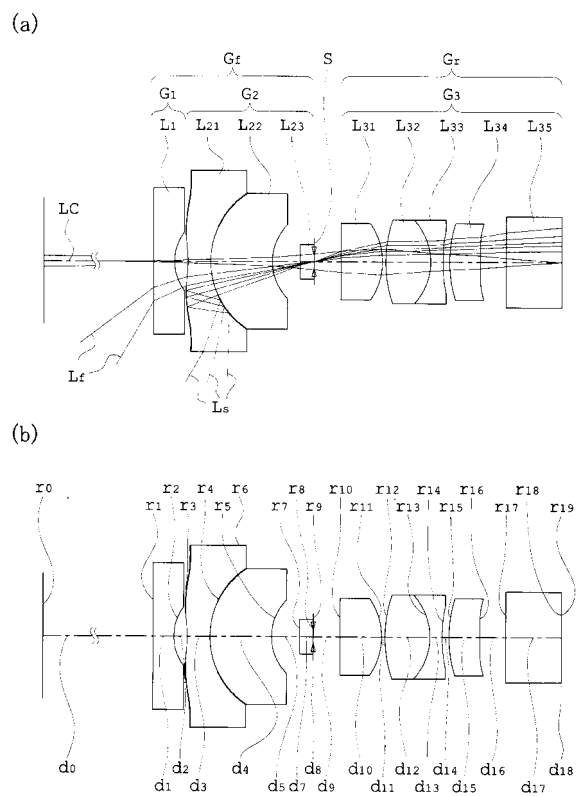 (a)
Gf S Gr
G1 G2 G3
L1 L21 L22 L23 L31 L32 L33 L34 L35
LC
Lf
Ls
(b)
r0 r2 r4 r6 r8 r10 r12 r14 r16 r18
r1 r3 r5 r7 r9 r11 r13 r15 r17 r19
d0 d2 d4 d8 d10 d12 d14 d16 d18
d1 d3 d5 d7 d9 d11 d13 d15 d17